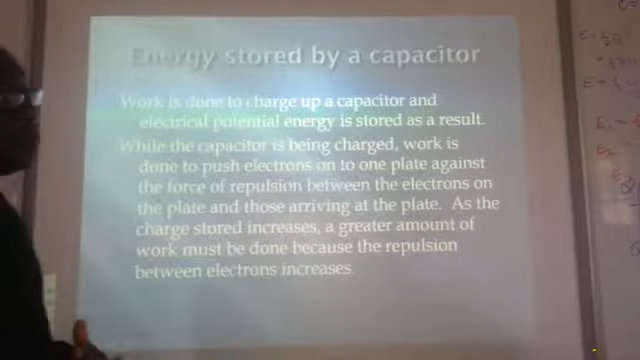 Energy stored by a capacitor
Work is done to charge up a capacitor and
electrical potential energy is stored as a result.
While the capacitor is being charged, work is
done to push electrons on to one plate against
the force of repulsion between the electrons on
the plate and those arriving at the plate. As the
charge stored increases, a greater amount of
work must be done because the repulsion
between electrons increases.